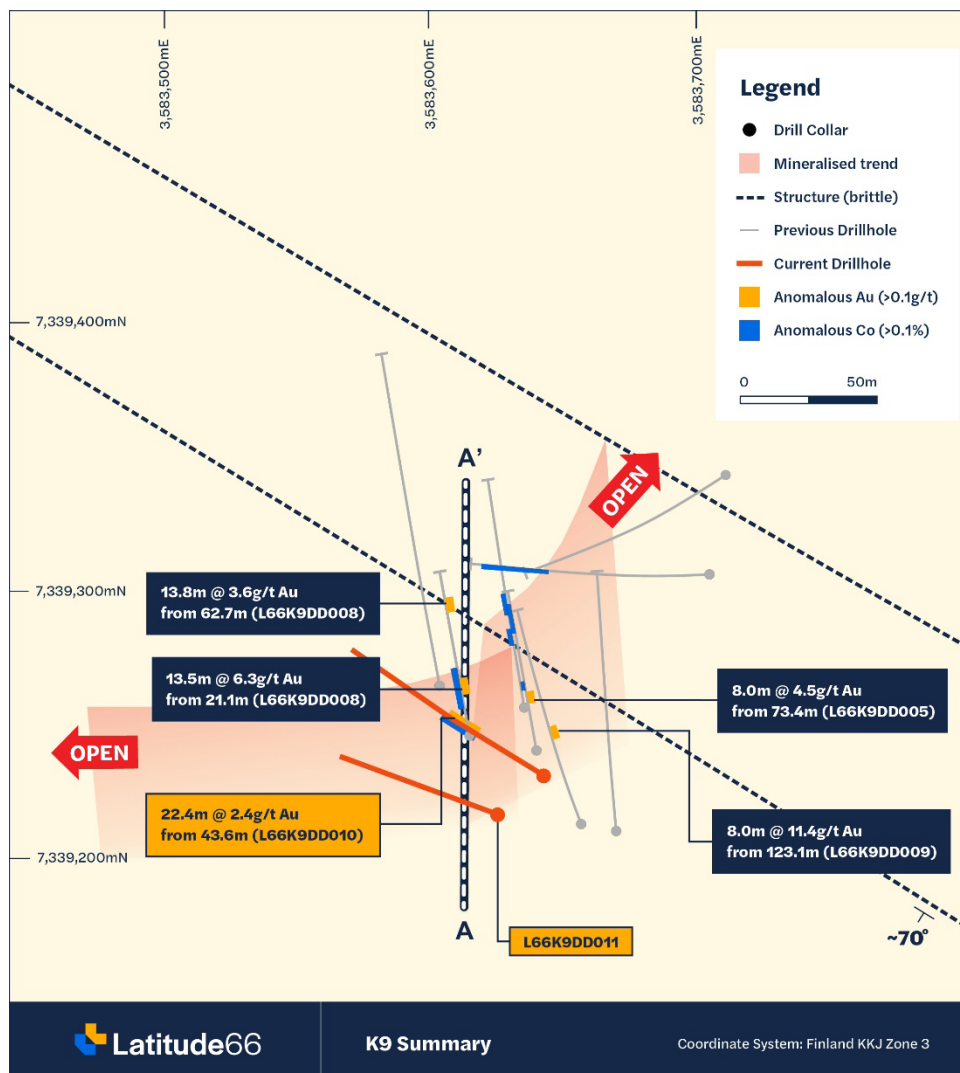 3,583,500mE
3,583,600mE
3,583,700mE
Legend
Drill Collar
Mineralised trend
Structure (brittle)
Previous Drillhole
Current Drillhole
Anomalous Au (>0.1g/t)
Anomalous Co (>0.1%)
0 50m
7,339,400mN
A'
OPEN
7,339,300mN
13.8m @ 3.6g/t Au
from 62.7m (L66K9DD008)
13.5m @ 6.3g/t Au
from 21.1m (L66K9DD008)
8.0m @ 4.5g/t Au
from 73.4m (L66K9DD005)
OPEN
22.4m @ 2.4g/t Au
from 43.6m (L66K9DD010)
8.0m @ 11.4g/t Au
from 123.1m (L66K9DD009)
7,339,200mN
A
L66K9DD011
~70°
Latitude66
K9 Summary
Coordinate System: Finland KKJ Zone 3